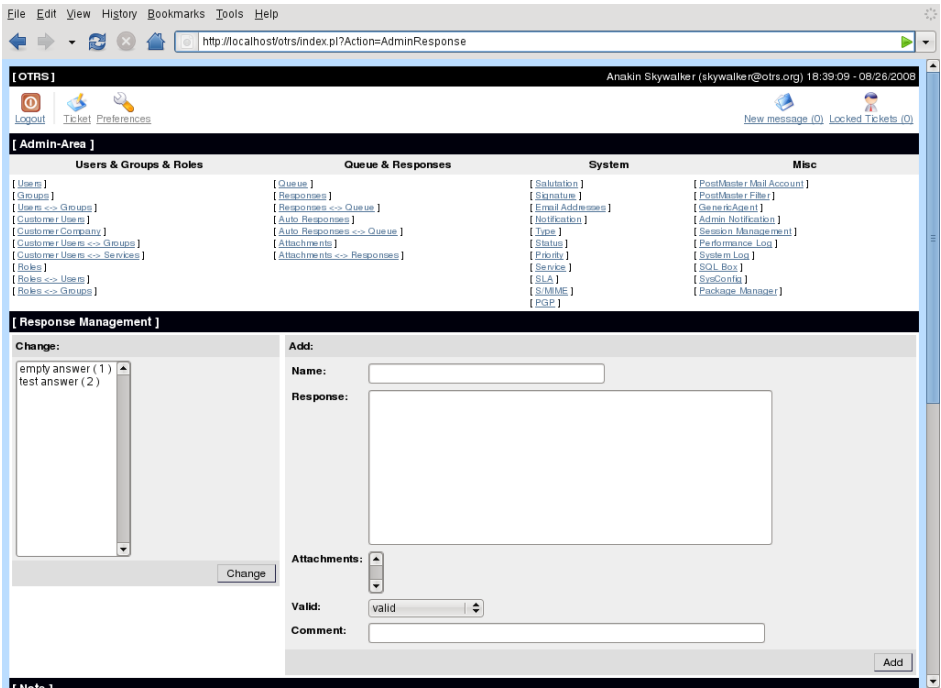 File Edit View History Bookmarks Tools Help
http://localhost/otrs/index.pl?Action=AdminResponse
[ OTRS ] Anakin Skywalker (skywalker@otrs.org) 18:39:09 - 08/26/2008
Logout Ticket Preferences New message (0) Locked Tickets (0)
[ Admin-Area ]
Users & Groups & Roles Queue & Responses System Misc
[ Users ] [ Queue ] [ Salutation ] [ PostMaster Mail Account ]
[ Groups ] [ Responses ] [ Signature ] [ PostMaster Filter ]
[ Users <-> Groups ] [ Responses <-> Queue ] [ Email Addresses ] [ GenericAgent ]
[ Customer Users ] [ Auto Responses ] [ Notification ] [ Admin Notification ]
[ Customer Company ] [ Auto Responses <-> Queue ] [ Type ] [ Session Management ]
[ Customer Users <-> Groups ] [ Attachments ] [ Status ] [ Performance Log ]
[ Customer Users <-> Services ] [ Attachments <-> Responses ] [ Priority ] [ System Log ]
[ Roles ] [ Service ] [ SQL Box ]
[ Roles <-> Users ] [ SLA ] [ SysConfig ]
[ Roles <-> Groups ] [ S/MIME ] [ Package Manager ]
[ PGP ]
[ Response Management ]
Change: Add:
empty answer ( 1 )
test answer ( 2 )
Name:
Response:
Attachments:
Change
Valid: valid
Comment:
Add
[ Note ]